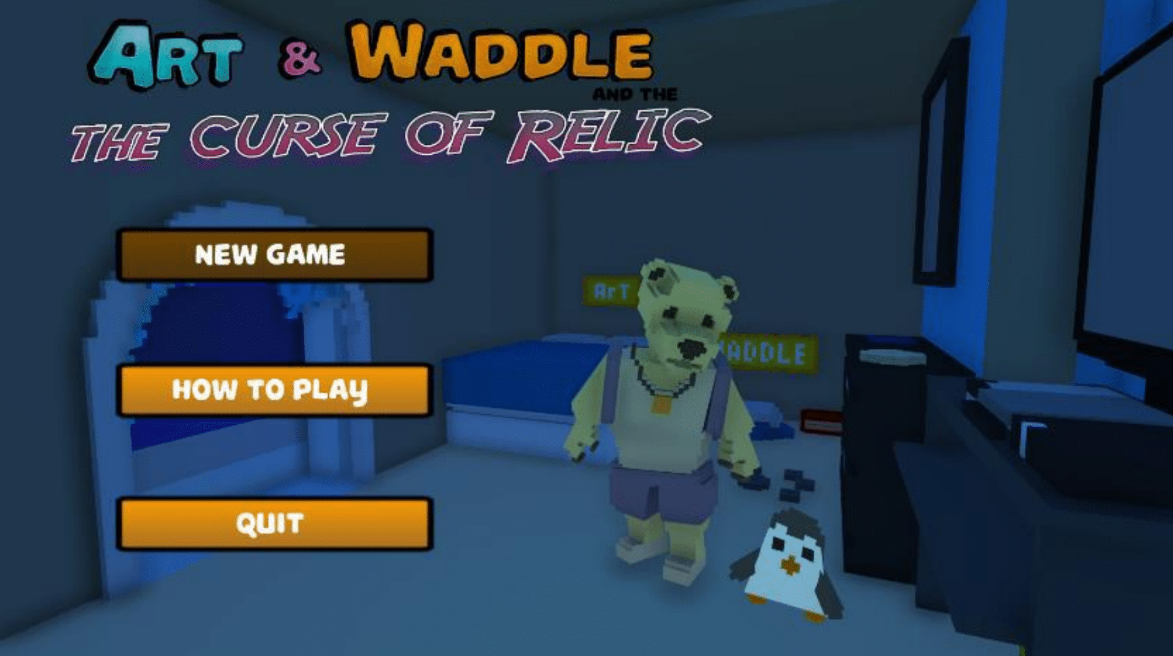 ART & WADDLE
AND THE
THE CURSE OF RELIC
NEW GAME
HOW TO PLAY
QUIT
ArT
WADDLE